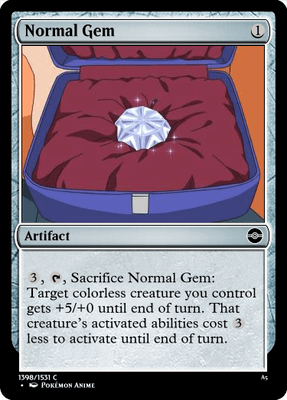 Normal Gem 1
Artifact
3, T, Sacrifice Normal Gem:
Target colorless creature you control
gets +5/+0 until end of turn. That
creature's activated abilities cost 3
less to activate until end of turn.
1398/1531 C
Pokémon Anime